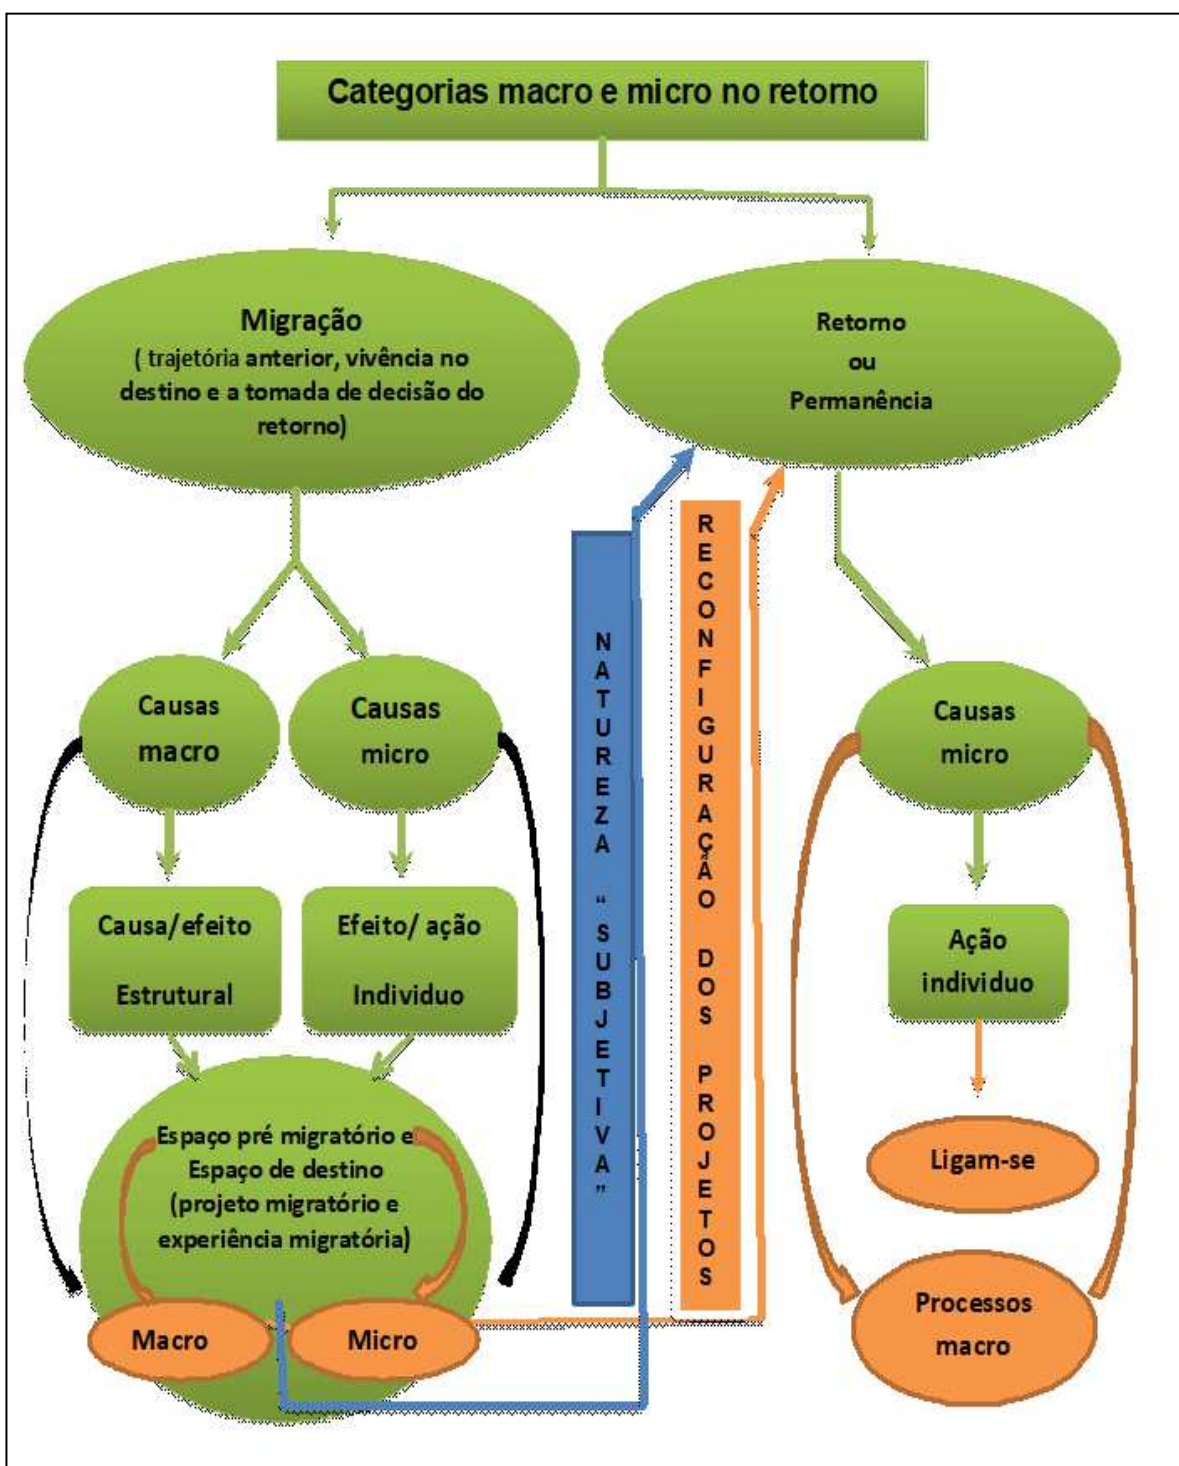 Categorias macro e micro no retorno
Migração
( trajetória anterior, vivência no
destino e a tomada de decisão do
retorno)
Retorno
ou
Permanência
Causas
macro
Causas
micro
Causa/efeito
Estrutural
Efeito/ ação
Individuo
Espaço pré migratório e
Espaço de destino
(projeto migratório e
experiência migratória)
Macro
Micro
NATUREZA “SUBJETIVA”
RECONFIGURAÇÃO DOS PROJETOS
Causas
micro
Ação
individuo
Ligam-se
Processos
macro